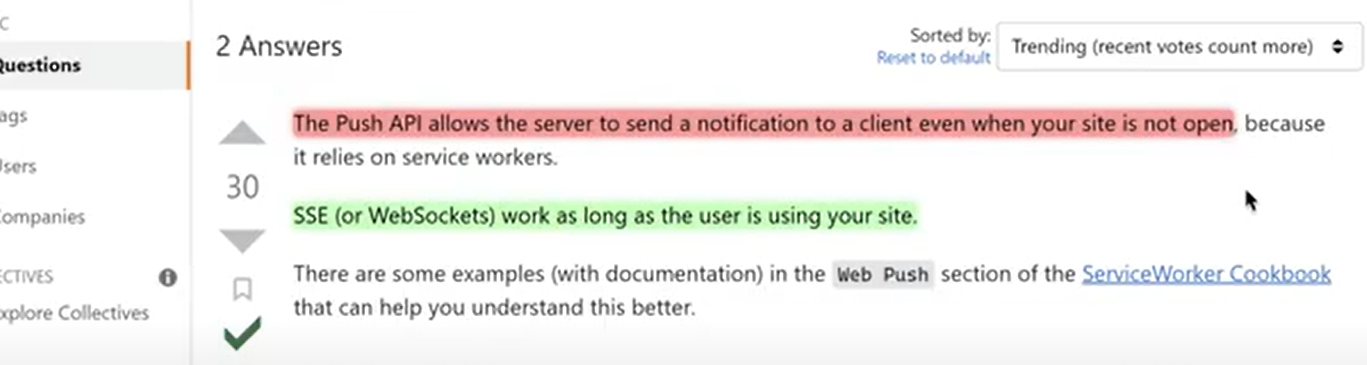 C
Questions
ags
Users
Companies
ECTIVES
Explore Collectives
2 Answers
Sorted by:
Reset to default
Trending (recent votes count more)
30
The Push API allows the server to send a notification to a client even when your site is not open, because
it relies on service workers.
SSE (or WebSockets) work as long as the user is using your site.
There are some examples (with documentation) in the Web Push section of the ServiceWorker Cookbook
that can help you understand this better.